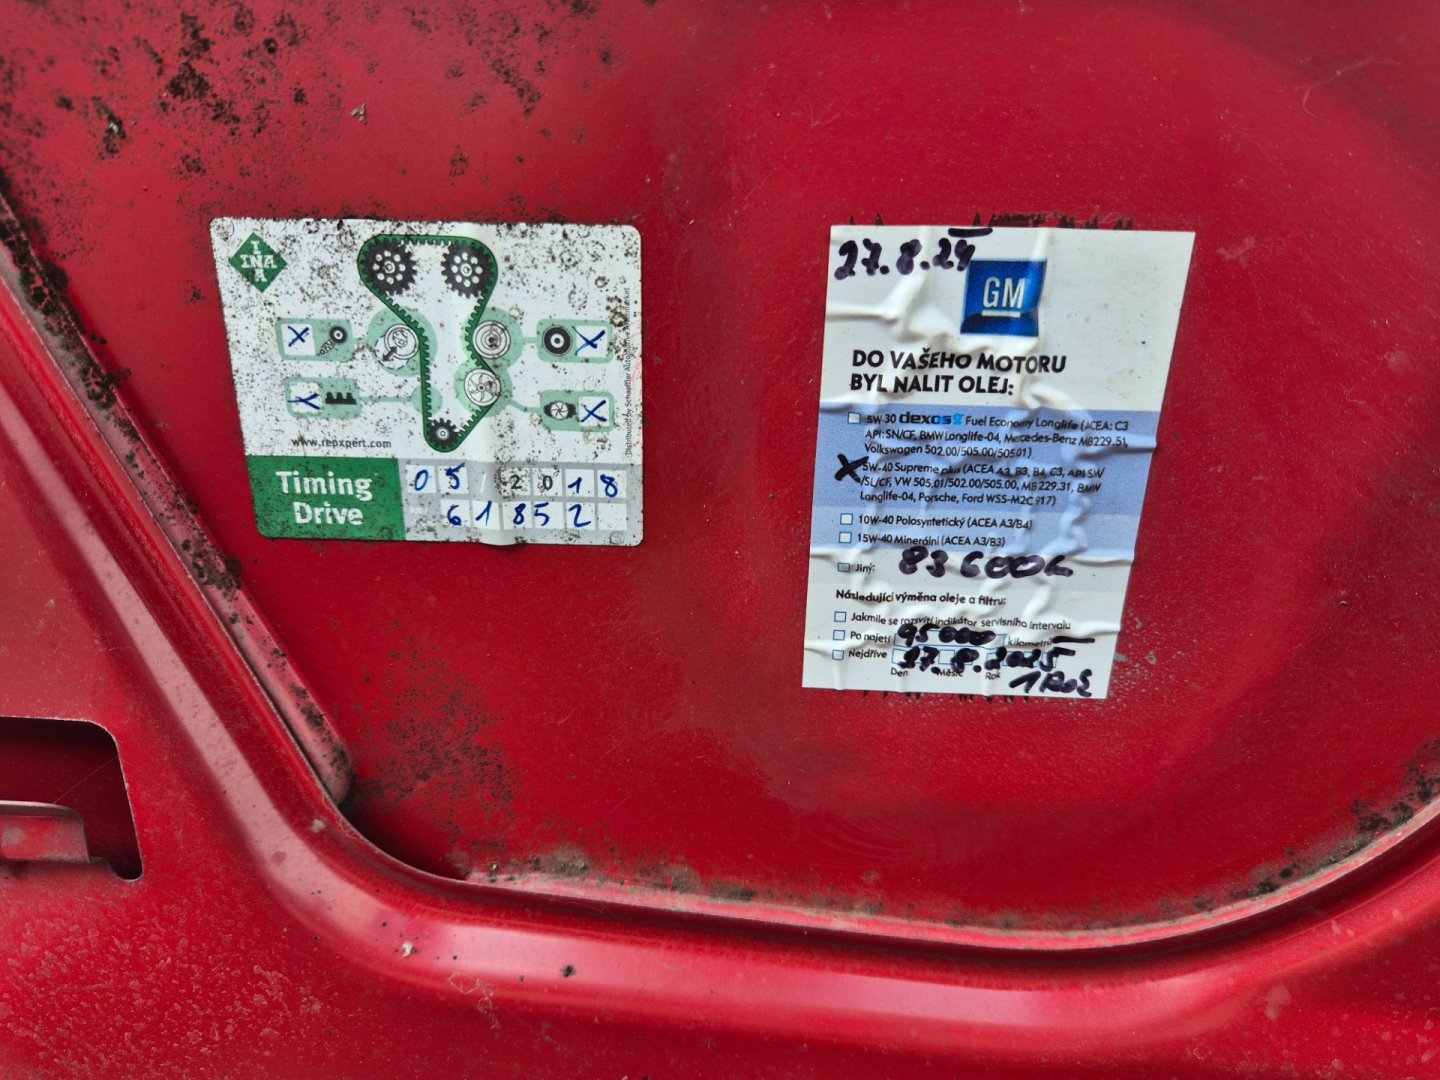 INA
www.repxpert.com
Timing
Drive
05 / 2018
61852
27.8.24
GM
DO VAŠEHO MOTORU
BYL NALIT OLEJ:
5W-30 dexos2 Fuel Economy Longlife (ACEA: C3
API: SN/CF, BMW Longlife-04, Mercedes-Benz MB229.51,
Volkswagen 502.00/505.00/505.01)
X 5W-40 Supreme plus (ACEA A3, B3, B4, C3, API SN/
/SL/CF, VW 505.01/502.00/505.00, MB 229.31, BMW
Longlife-04, Porsche, Ford WSS-M2C 917)
10W-40 Polosyntetický (ACEA A3/B4)
15W-40 Minerální (ACEA A3/B3)
Jiný: 83600
Následující výměna oleje a filtru:
Jakmile se rozsvítí indikátor servisního intervalu
Po najetí 95000 kilometrů
Nejdříve 27.8.2025
Den Měsíc Rok
1 Rok